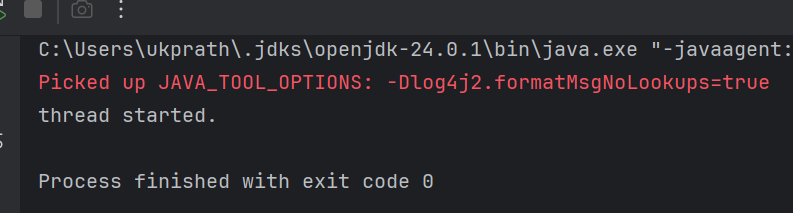 C:\Users\ukprath\.jdks\openjdk-24.0.1\bin\java.exe "-javaagent:
Picked up JAVA_TOOL_OPTIONS: -Dlog4j2.formatMsgNoLookups=true
thread started.
Process finished with exit code 0